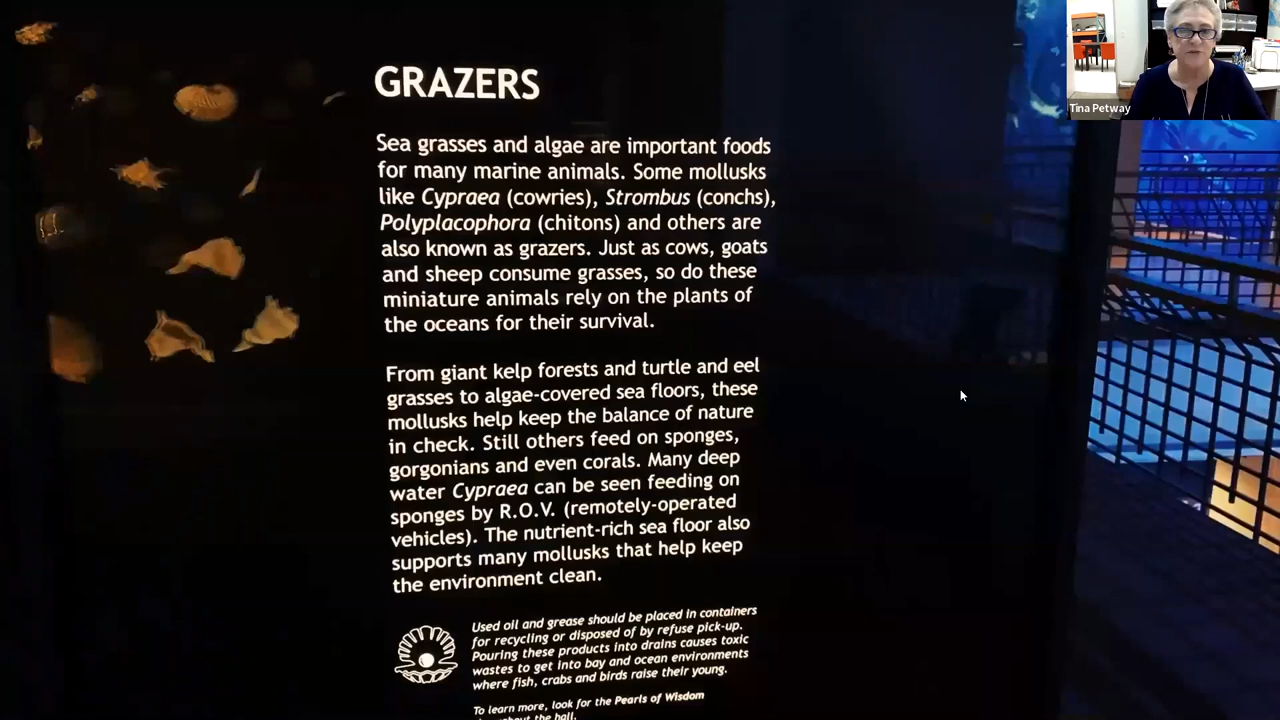 Tina Petway
GRAZERS
Sea grasses and algae are important foods
for many marine animals. Some mollusks
like Cypraea (cowries), Strombus (conchs),
Polyplacophora (chitons) and others are
also known as grazers. Just as cows, goats
and sheep consume grasses, so do these
miniature animals rely on the plants of
the oceans for their survival.
From giant kelp forests and turtle and eel
grasses to algae-covered sea floors, these
mollusks help keep the balance of nature
in check. Still others feed on sponges,
gorgonians and even corals. Many deep
water Cypraea can be seen feeding on
sponges by R.O.V. (remotely-operated
vehicles). The nutrient-rich sea floor also
supports many mollusks that help keep
the environment clean.
Used oil and grease should be placed in containers
for recycling or disposed of by refuse pick-up.
Pouring these products into drains causes toxic
wastes to get into bay and ocean environments
where fish, crabs and birds raise their young.
To learn more, look for the Pearls of Wisdom
the hall.